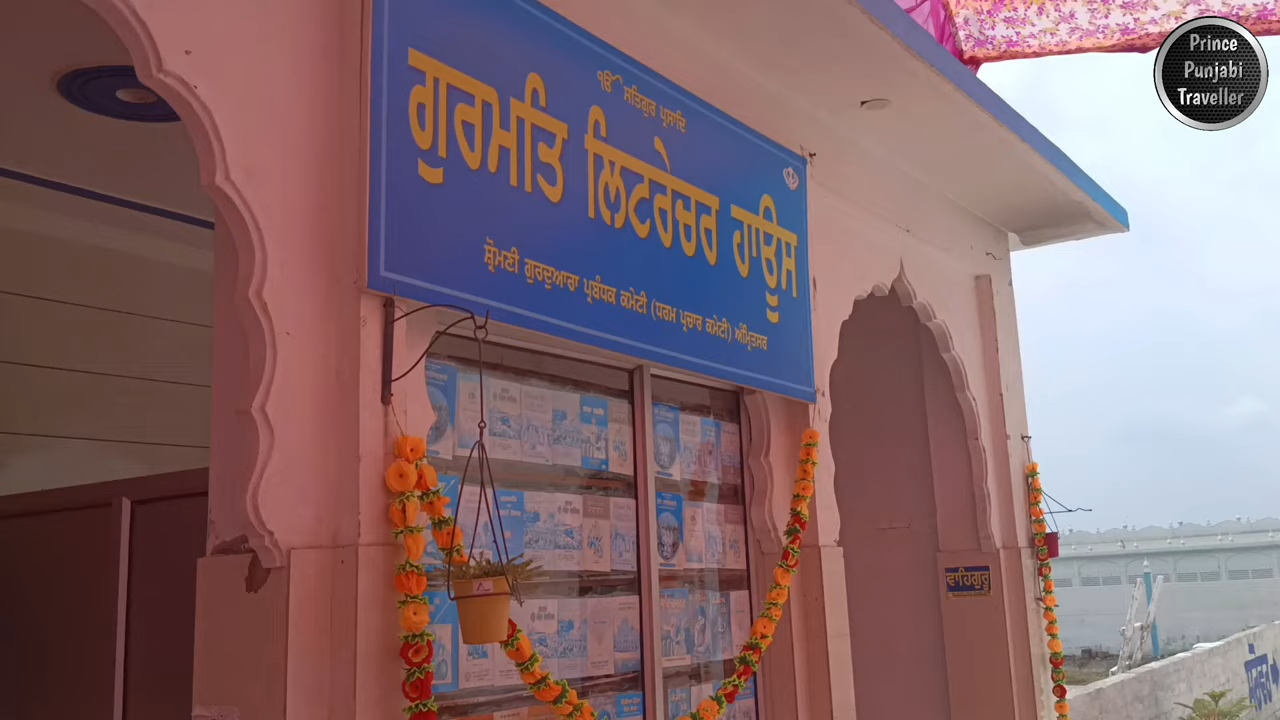 Prince
Punjabi
Traveller
ੴ ਸਤਿਗੁਰ ਪ੍ਰਸਾਦਿ
ਗੁਰਮਤਿ ਲਿਟਰੇਚਰ ਹਾਊਸ
ਸ਼੍ਰੋਮਣੀ ਗੁਰਦੁਆਰਾ ਪ੍ਰਬੰਧਕ ਕਮੇਟੀ (ਧਰਮ ਪ੍ਰਚਾਰ ਕਮੇਟੀ) ਅੰਮ੍ਰਿਤਸਰ
ਵਾਹਿਗੁਰੂ